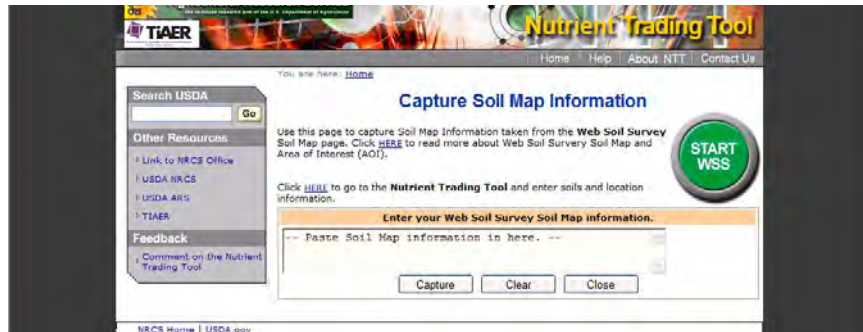 TiAER
Nutrient Trading Tool
Home Help About NTT Contact Us
You are here: Home
Search USDA
Go
Other Resources
Link to NRCS Office
USDA NRCS
USDA ARS
TIAER
Feedback
Comment on the Nutrient
Trading Tool
Capture Soil Map Information
Use this page to capture Soil Map Information taken from the Web Soil Survey
Soil Map page. Click HERE to read more about Web Soil Survery Soil Map and
Area of Interest (AOI).
START
WSS
Click HERE to go to the Nutrient Trading Tool and enter soils and location
information.
Enter your Web Soil Survey Soil Map information.
-- Paste Soil Map information in here. --
Capture Clear Close
NRCS Home | USDA.gov